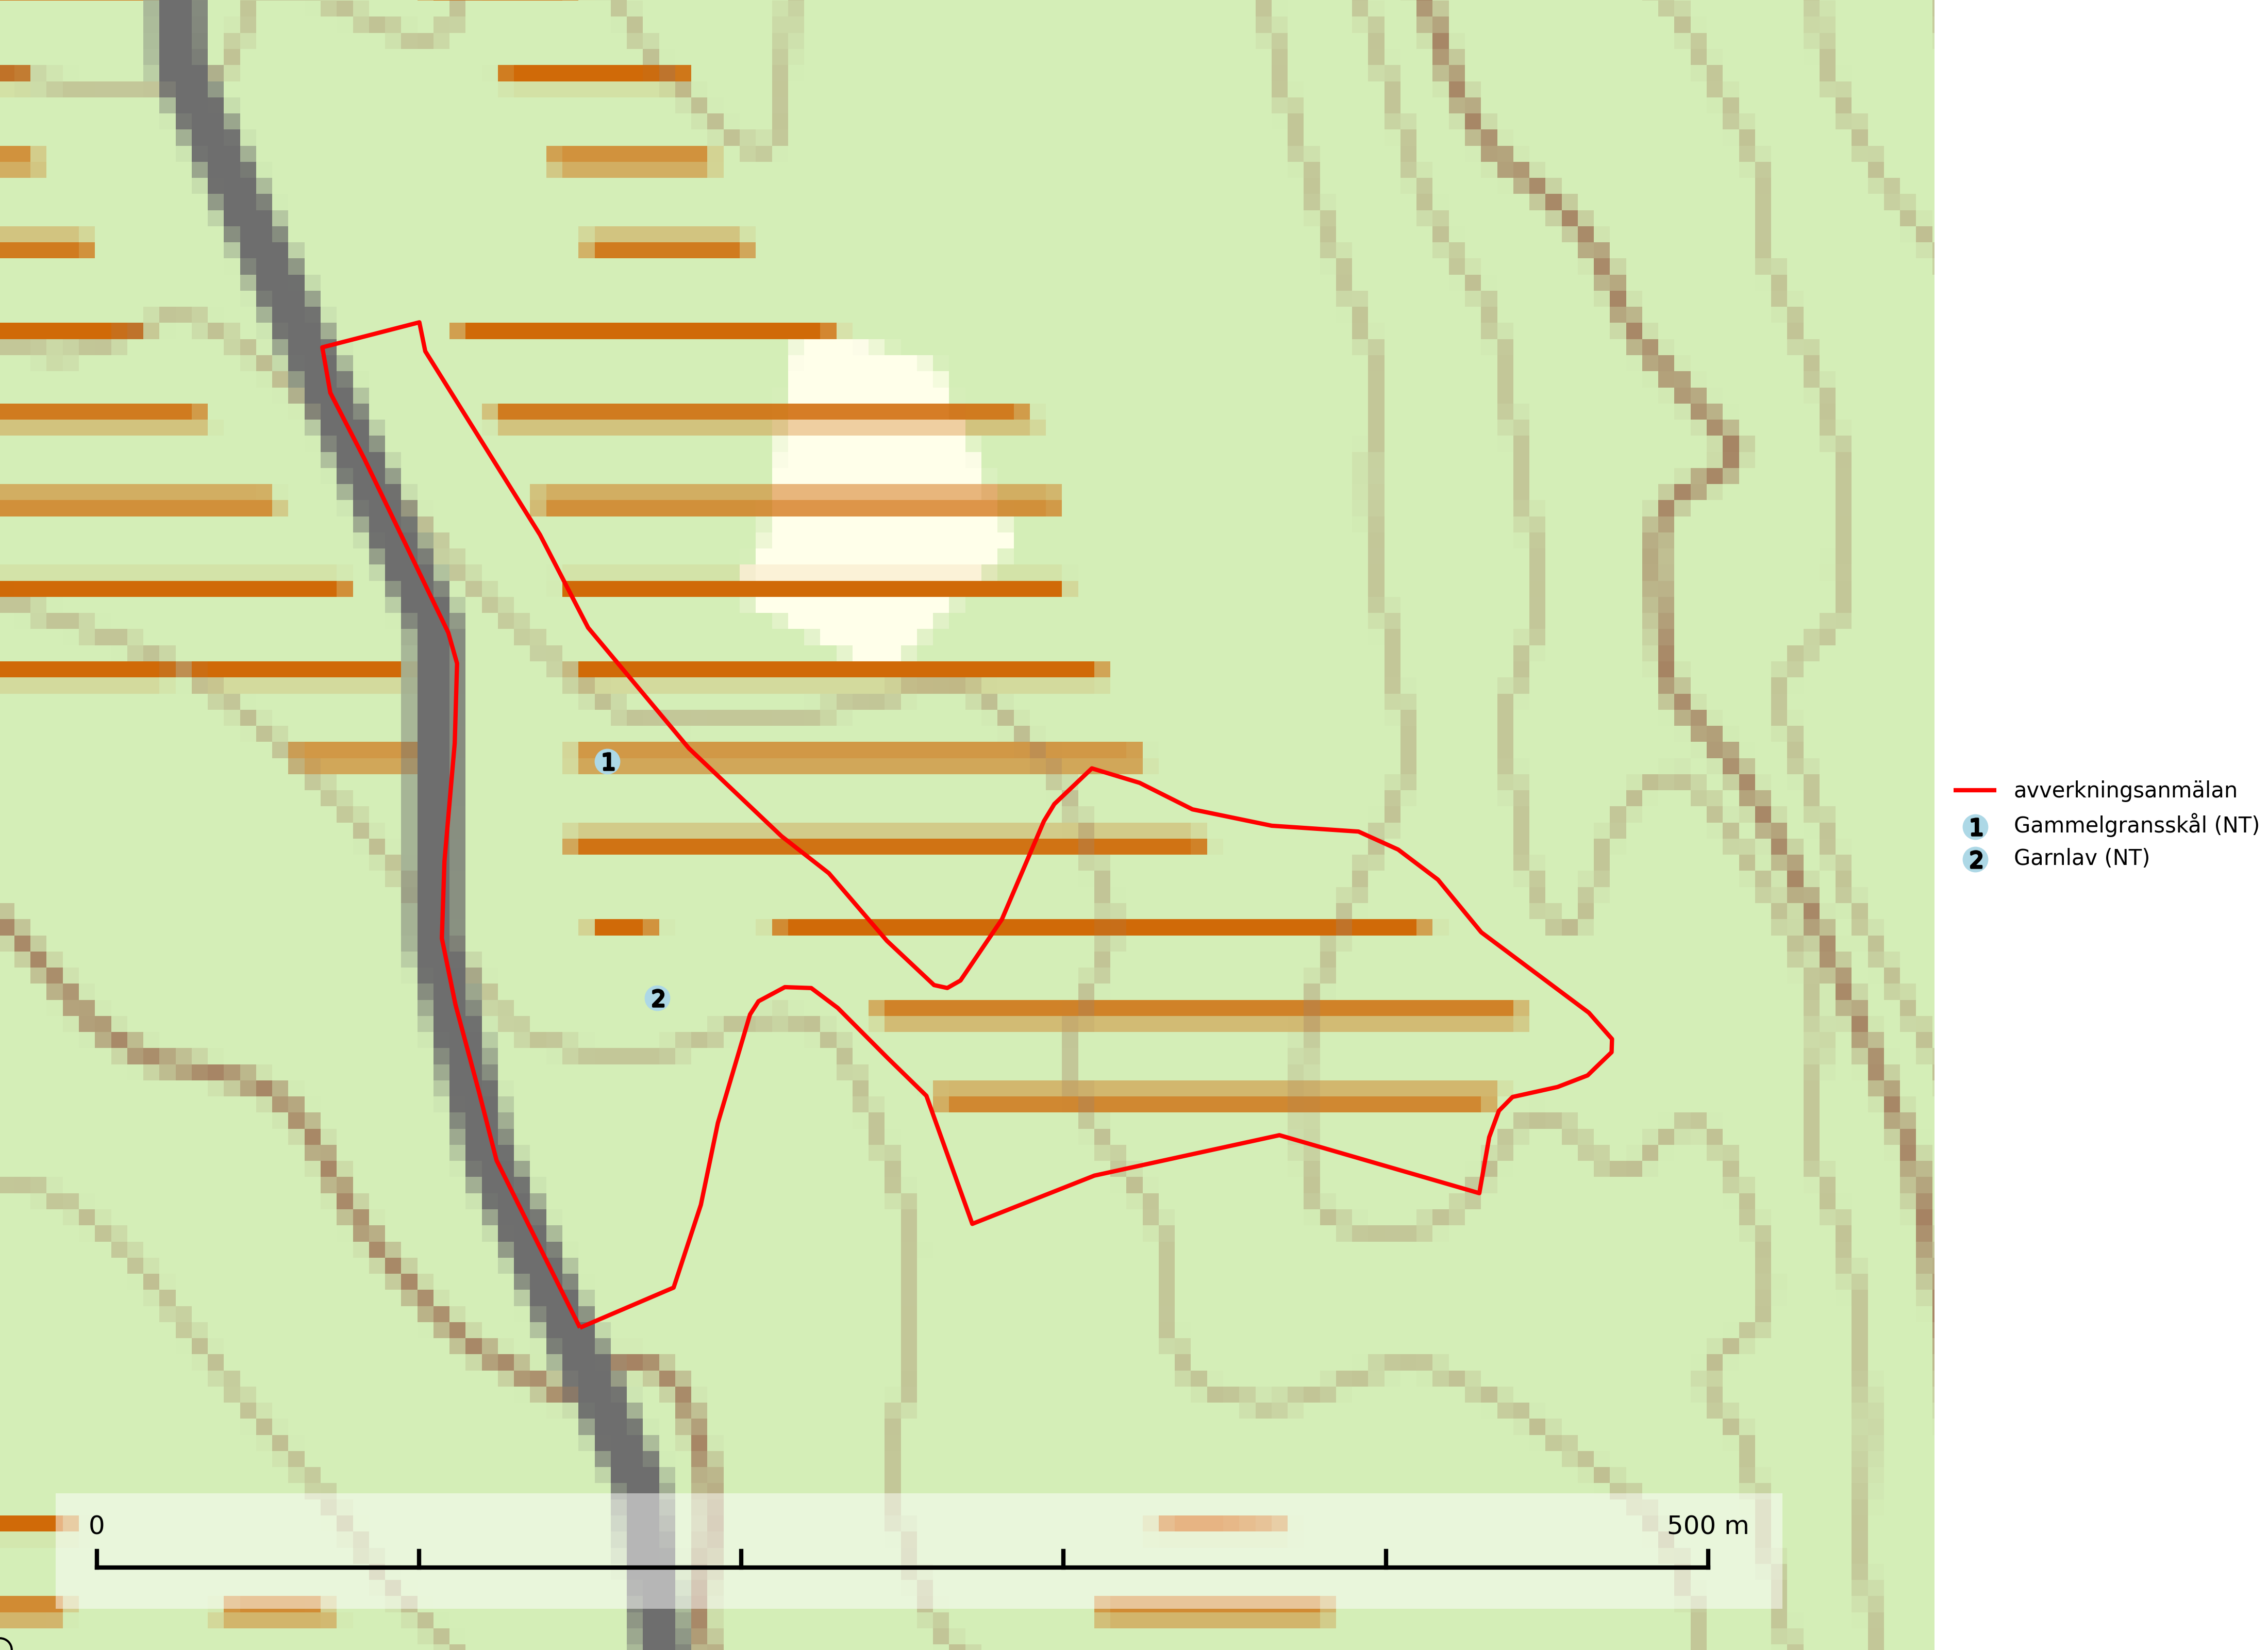 1
2
0
500 m
avverkningsanmälan
1 Gammelgransskål (NT)
2 Garnlav (NT)